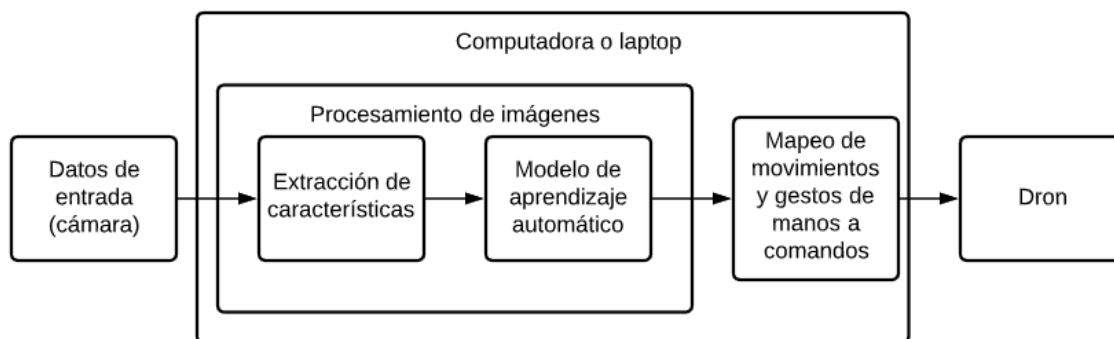 Computadora o laptop
Procesamiento de imágenes
Datos de
entrada
(cámara)
Extracción de
características
Modelo de
aprendizaje
automático
Mapeo de
movimientos
y gestos de
manos a
comandos
Dron